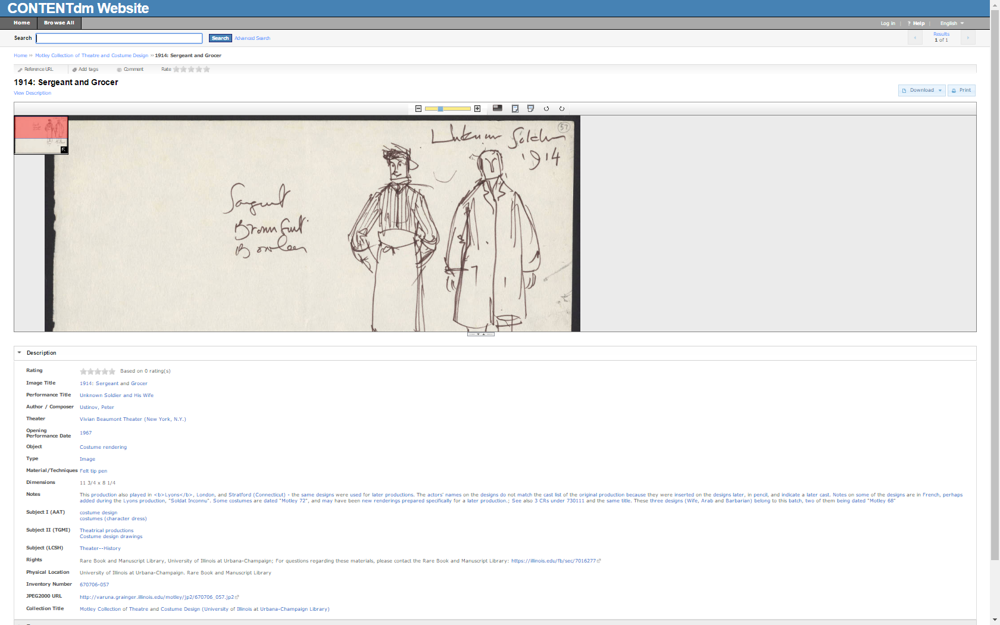 CONTENTdm Website
Home Browse All Log in | ? Help | English
Search Search Advanced Search Results
1 of 1
Home ›› Motley Collection of Theatre and Costume Design ›› 1914: Sergeant and Grocer
Reference URL Add tags Comment Rate
1914: Sergeant and Grocer
View Description
Download Print
57
Unknown Soldier
1914
Sargent
Brown Suit
Bowler
Description
Rating Based on 0 rating(s)
Image Title 1914: Sergeant and Grocer
Performance Title Unknown Soldier and His Wife
Author / Composer Ustinov, Peter
Theater Vivian Beaumont Theater (New York, N.Y.)
Opening
Performance Date 1967
Object Costume rendering
Type Image
Material/Techniques Felt tip pen
Dimensions 11 3/4 x 8 1/4
Notes This production also played in <b>Lyons</b>, London, and Stratford (Connecticut) - the same designs were used for later productions. The actors' names on the designs do not match the cast list of the original production because they were inserted on the designs later, in pencil, and indicate a later cast. Notes on some of the designs are in French, perhaps
added during the Lyons production, "Soldat Inconnu". Some costumes are dated "Motley 72", and may have been new renderings prepared specifically for a later production.; See also 3 CRs under 730111 and the same title. These three designs (Wife, Arab and Barbarian) belong to this batch, two of them being dated "Motley 68"
Subject I (AAT) costume design
costumes (character dress)
Subject II (TGMI) Theatrical productions
Costume design drawings
Subject (LCSH) Theater--History
Rights Rare Book and Manuscript Library, University of Illinois at Urbana-Champaign; For questions regarding these materials, please contact the Rare Book and Manuscript Library: https://illinois.edu/fb/sec/7016277
Physical Location University of Illinois at Urbana-Champaign. Rare Book and Manuscript Library
Inventory Number 670706-057
JPEG2000 URL http://varuna.grainger.illinois.edu/motley/jp2/670706_057.jp2
Collection Title Motley Collection of Theatre and Costume Design (University of Illinois at Urbana-Champaign Library)